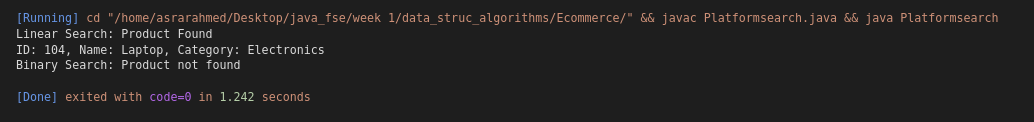 [Running] cd "/home/asrarahmed/Desktop/java_fse/week 1/data_struc_algorithms/Ecommerce/" && javac Platformsearch.java && java Platformsearch
Linear Search: Product Found
ID: 104, Name: Laptop, Category: Electronics
Binary Search: Product not found
[Done] exited with code=0 in 1.242 seconds